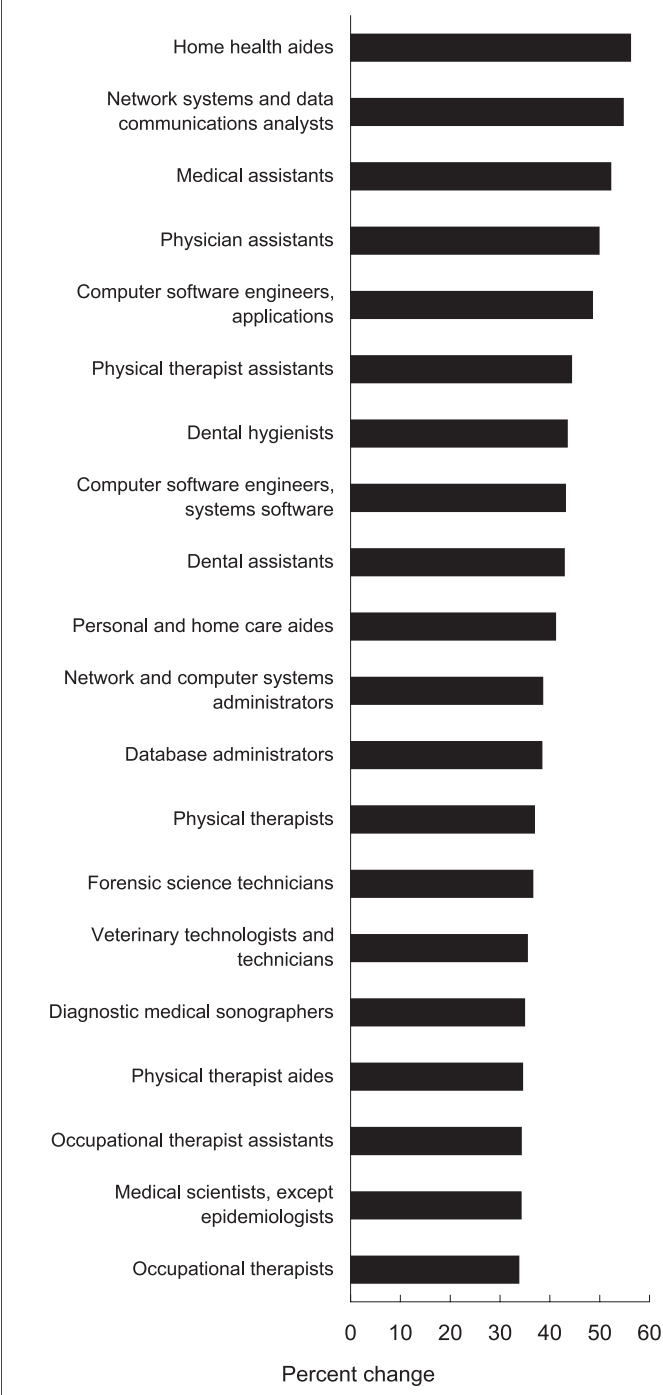 Home health aides
Network systems and data
communications analysts
Medical assistants
Physician assistants
Computer software engineers,
applications
Physical therapist assistants
Dental hygienists
Computer software engineers,
systems software
Dental assistants
Personal and home care aides
Network and computer systems
administrators
Database administrators
Physical therapists
Forensic science technicians
Veterinary technologists and
technicians
Diagnostic medical sonographers
Physical therapist aides
Occupational therapist assistants
Medical scientists, except
epidemiologists
Occupational therapists
0 10 20 30 40 50 60
Percent change